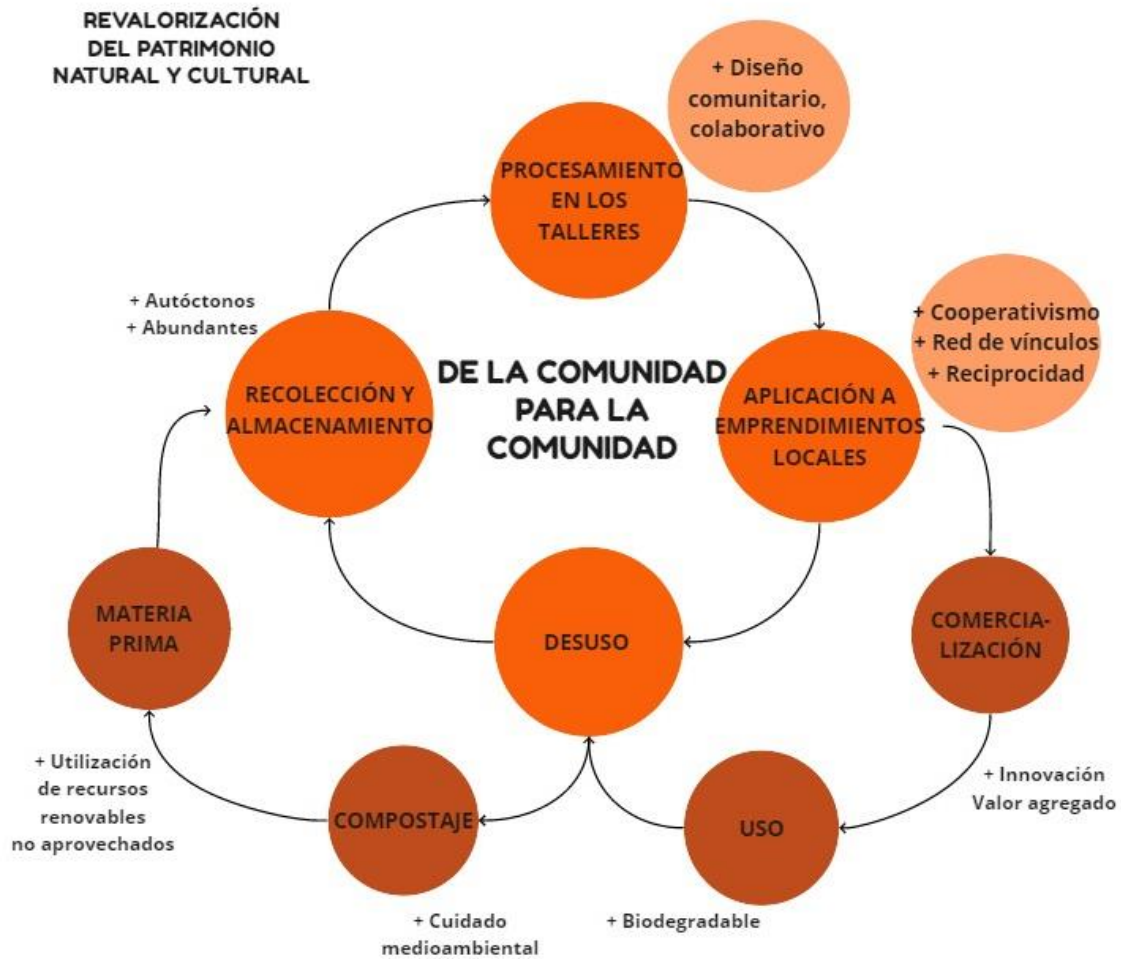 REVALORIZACIÓN
DEL PATRIMONIO
NATURAL Y CULTURAL
+ Diseño
comunitario,
colaborativo
PROCESAMIENTO
EN LOS
TALLERES
+ Autóctonos
+ Abundantes
RECOLECCIÓN Y
ALMACENAMIENTO
DE LA COMUNIDAD
PARA LA
COMUNIDAD
+ Cooperativismo
+ Red de vínculos
+ Reciprocidad
APLICACIÓN A
EMPRENDIMIENTOS
LOCALES
MATERIA
PRIMA
DESUSO
COMERCIA-
LIZACIÓN
+ Utilización
de recursos
renovables
no aprovechados
COMPOSTAJE
USO
+ Innovación
Valor agregado
+ Cuidado
medioambiental
+ Biodegradable